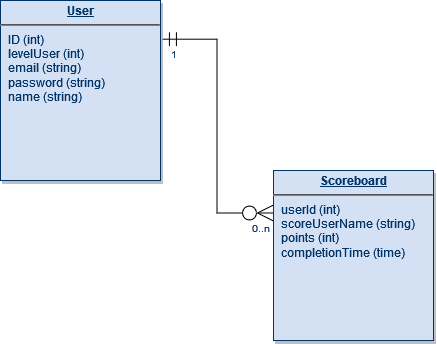 User
ID (int)
levelUser (int)
email (string)
password (string)
name (string)
1
Scoreboard
userId (int)
scoreUserName (string)
points (int)
completionTime (time)
0..n